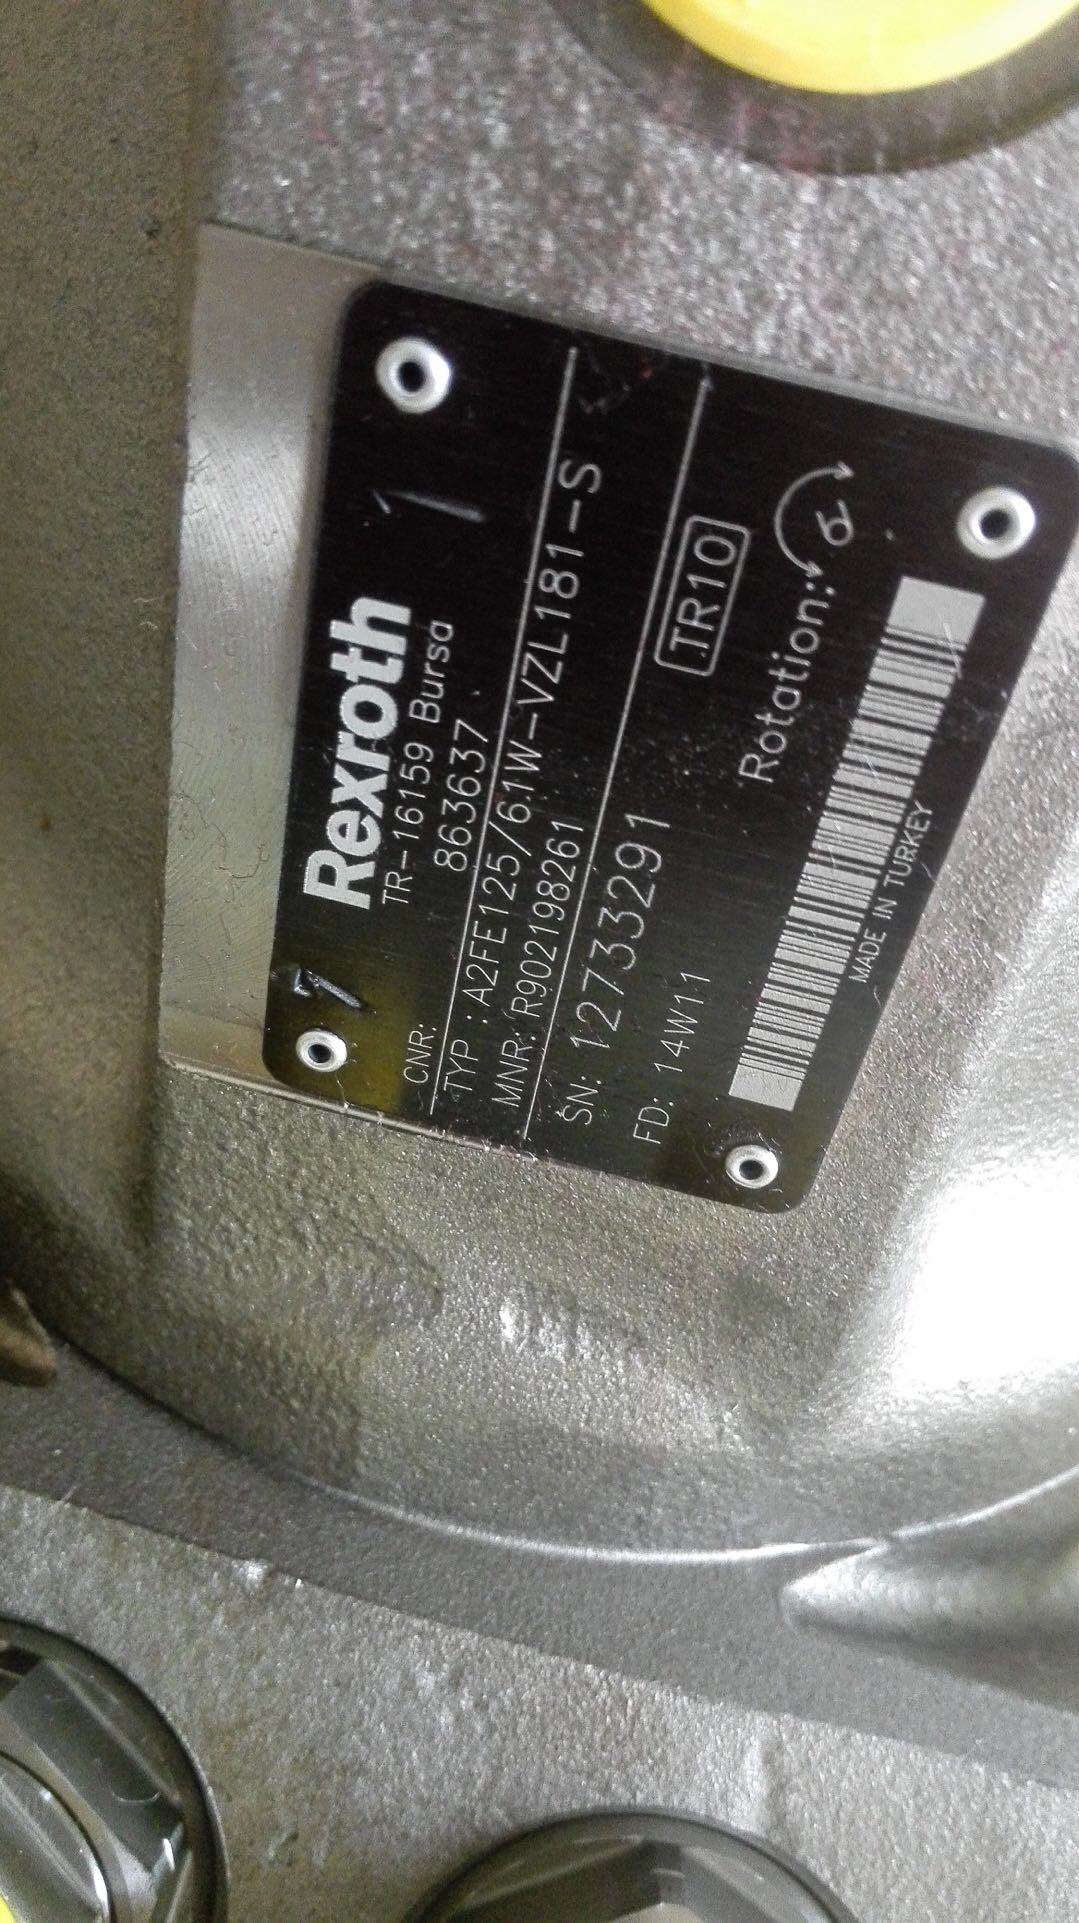 7
Rexroth
TR-16159 Bursa
CNR: 863637
TYP: A2FE125/61W-VZL181-S
MNR: R902198261
SN: 12733291
TR10
FD: 14W11
Rotation:
MADE IN TURKEY